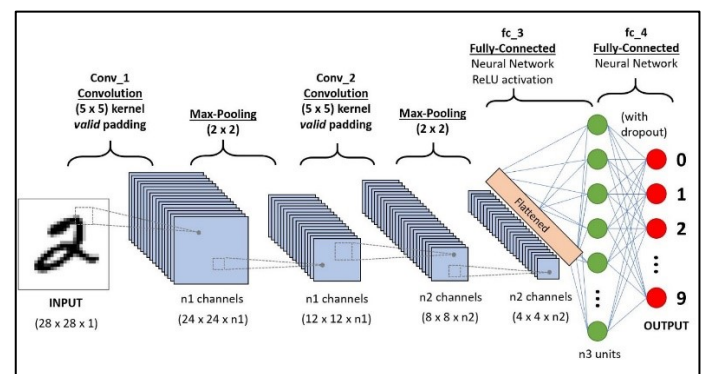 Conv_1
Convolution
(5 x 5) kernel
valid padding
Max-Pooling
(2 x 2)
Conv_2
Convolution
(5 x 5) kernel
valid padding
Max-Pooling
(2 x 2)
fc_3
Fully-Connected
Neural Network
ReLU activation
fc_4
Fully-Connected
Neural Network
(with
dropout)
2
INPUT
(28 x 28 x 1)
n1 channels
(24 x 24 x n1)
n1 channels
(12 x 12 x n1)
n2 channels
(8 x 8 x n2)
n2 channels
(4 x 4 x n2)
Flattened
n3 units
0
1
2
9
OUTPUT